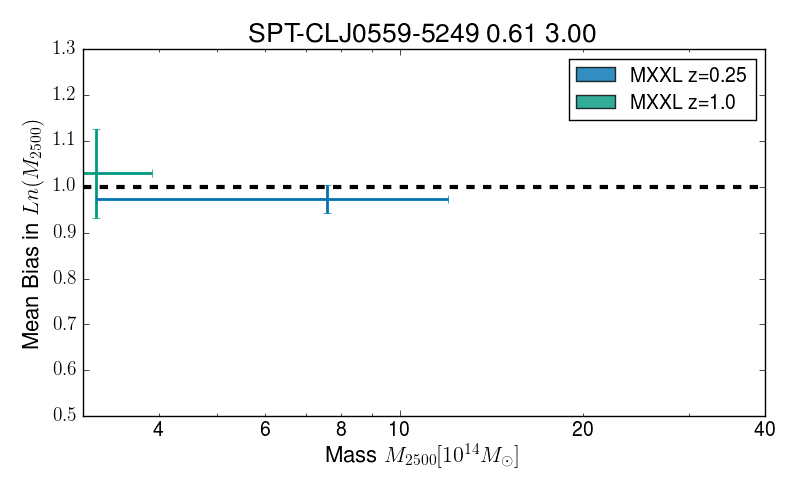 SPT-CLJ0559-5249 0.61 3.00
MXXL z=0.25
MXXL z=1.0
Mean Bias in Ln(M₂₅₀₀)
1.3
1.2
1.1
1.0
0.9
0.8
0.7
0.6
0.5
4 6 8 10 20 40
Mass M₂₅₀₀[10¹⁴M☉]